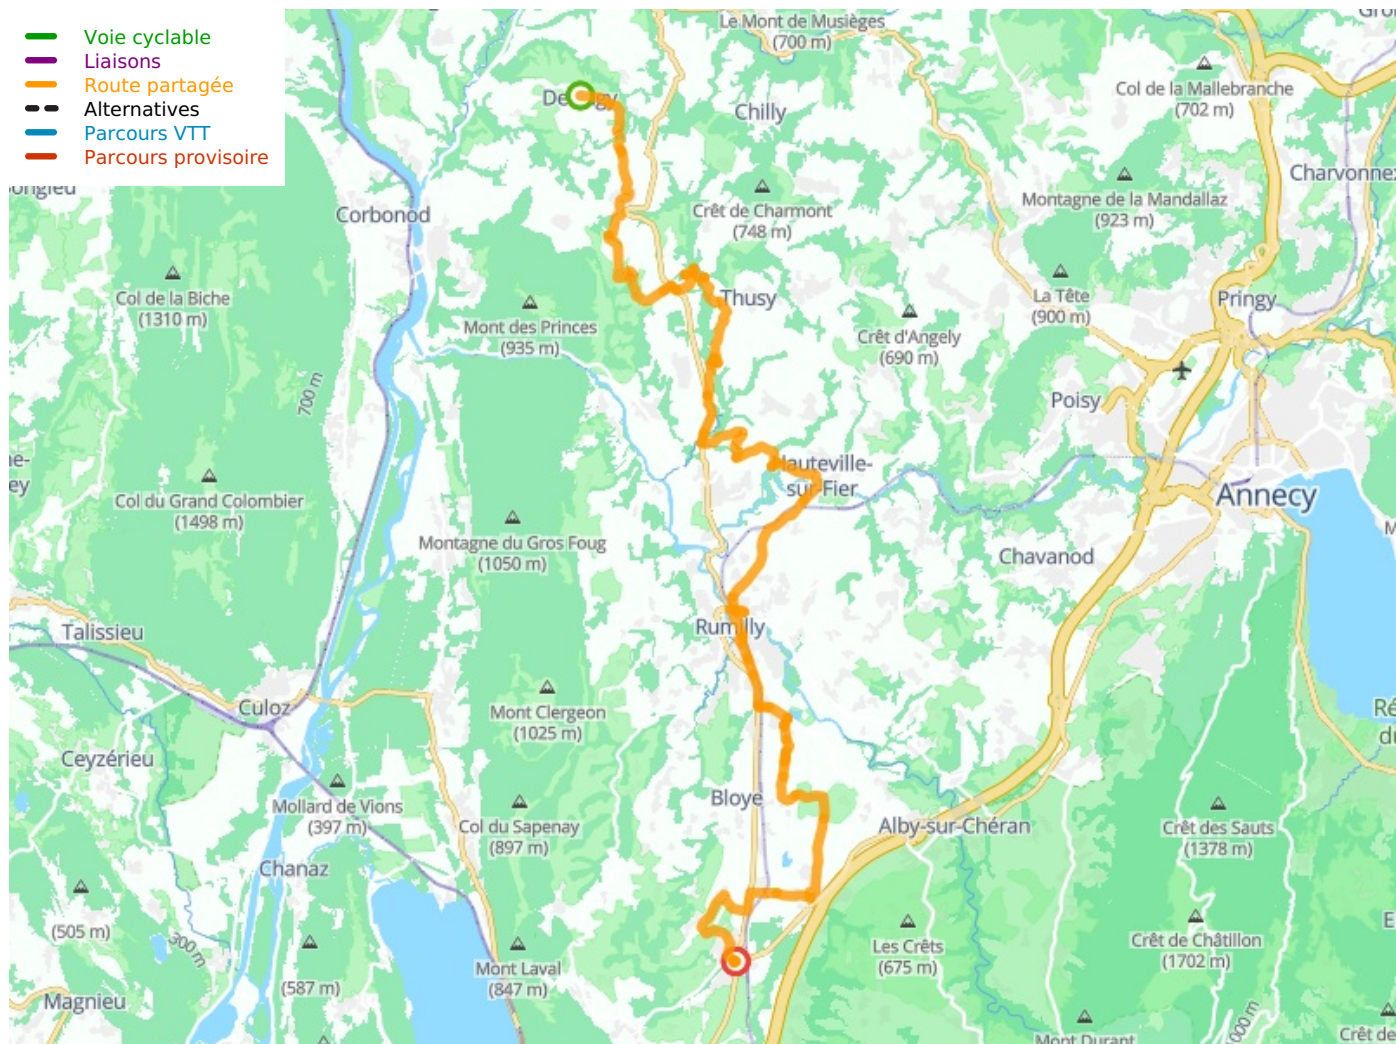 Voie cyclable
Liaisons
Route partagée
Alternatives
Parcours VTT
Parcours provisoire
Le Mont de Musièges
(700 m)
Col de la Mallebranche
(702 m)
Chilly
Corbonod
Crêt de Charmont
(748 m)
Montagne de la Mandallaz
(923 m)
Col de la Biche
(1310 m)
Mont des Princes
(935 m)
Thusy
La Tête
(900 m)
Pringy
Crêt d'Angely
(690 m)
700 m
Poisy
Hauteville-
sur-Fier
Col du Grand Colombier
(1498 m)
Annecy
Montagne du Gros Foug
(1050 m)
Chavanod
Talissieu
Rumilly
Culoz
Mont Clergeon
(1025 m)
Ceyzérieu
Mollard de Vions
(397 m)
Bloye
Col du Sapenay
(897 m)
Alby-sur-Chéran
Crêt des Sauts
(1378 m)
Chanaz
(505 m)
300 m
(587 m)
Mont Laval
(847 m)
Les Crêts
(675 m)
Crêt de Châtillon
(1702 m)
Magnieu
Mont Durant
Crêt de